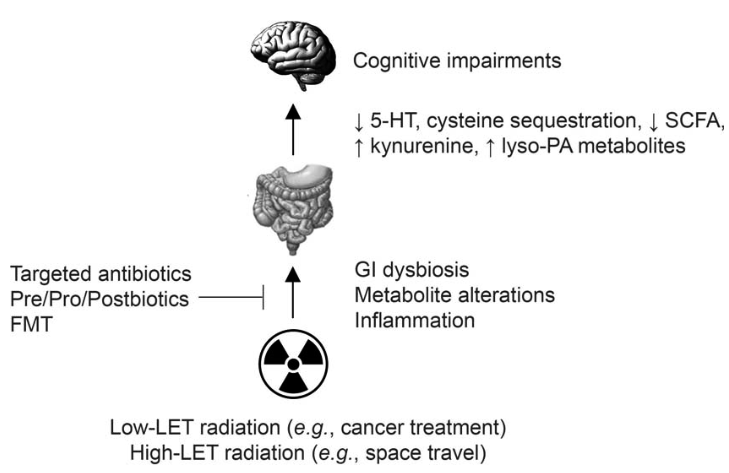 Cognitive impairments
↓ 5-HT, cysteine sequestration, ↓ SCFA,
↑ kynurenine, ↑ lyso-PA metabolites
Targeted antibiotics
Pre/Pro/Postbiotics
FMT
GI dysbiosis
Metabolite alterations
Inflammation
Low-LET radiation (e.g., cancer treatment)
High-LET radiation (e.g., space travel)